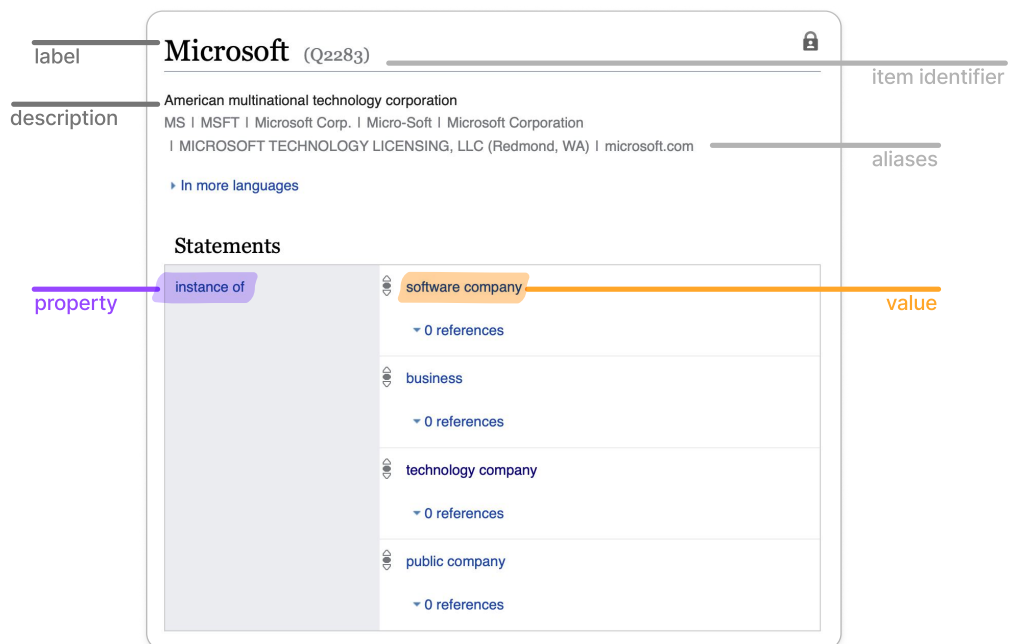 label
Microsoft (Q2283)
item identifier
description
American multinational technology corporation
MS | MSFT | Microsoft Corp. | Micro-Soft | Microsoft Corporation
| MICROSOFT TECHNOLOGY LICENSING, LLC (Redmond, WA) | microsoft.com
aliases
In more languages
Statements
property
instance of
software company
value
0 references
business
0 references
technology company
0 references
public company
0 references